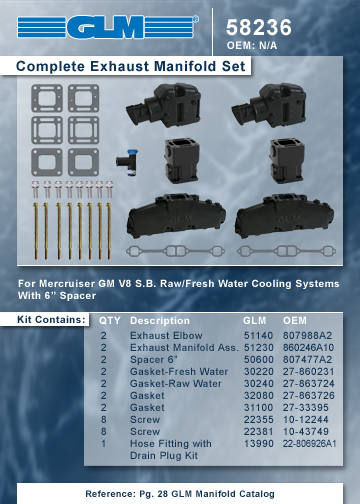 GLM
58236
OEM: N/A
Complete Exhaust Manifold Set
For Mercruiser GM V8 S.B. Raw/Fresh Water Cooling Systems
With 6” Spacer
Kit Contains:
QTY Description GLM OEM
2 Exhaust Elbow 51140 807988A2
2 Exhaust Manifold Ass. 51230 860246A10
2 Spacer 6” 50600 807477A2
2 Gasket-Fresh Water 30220 27-860231
2 Gasket-Raw Water 30240 27-863724
2 Gasket 32080 27-863726
2 Gasket 31100 27-33395
8 Screw 22355 10-12244
8 Screw 22381 10-43749
1 Hose Fitting with 13990 22-806926A1
Drain Plug Kit
Reference: Pg. 28 GLM Manifold Catalog